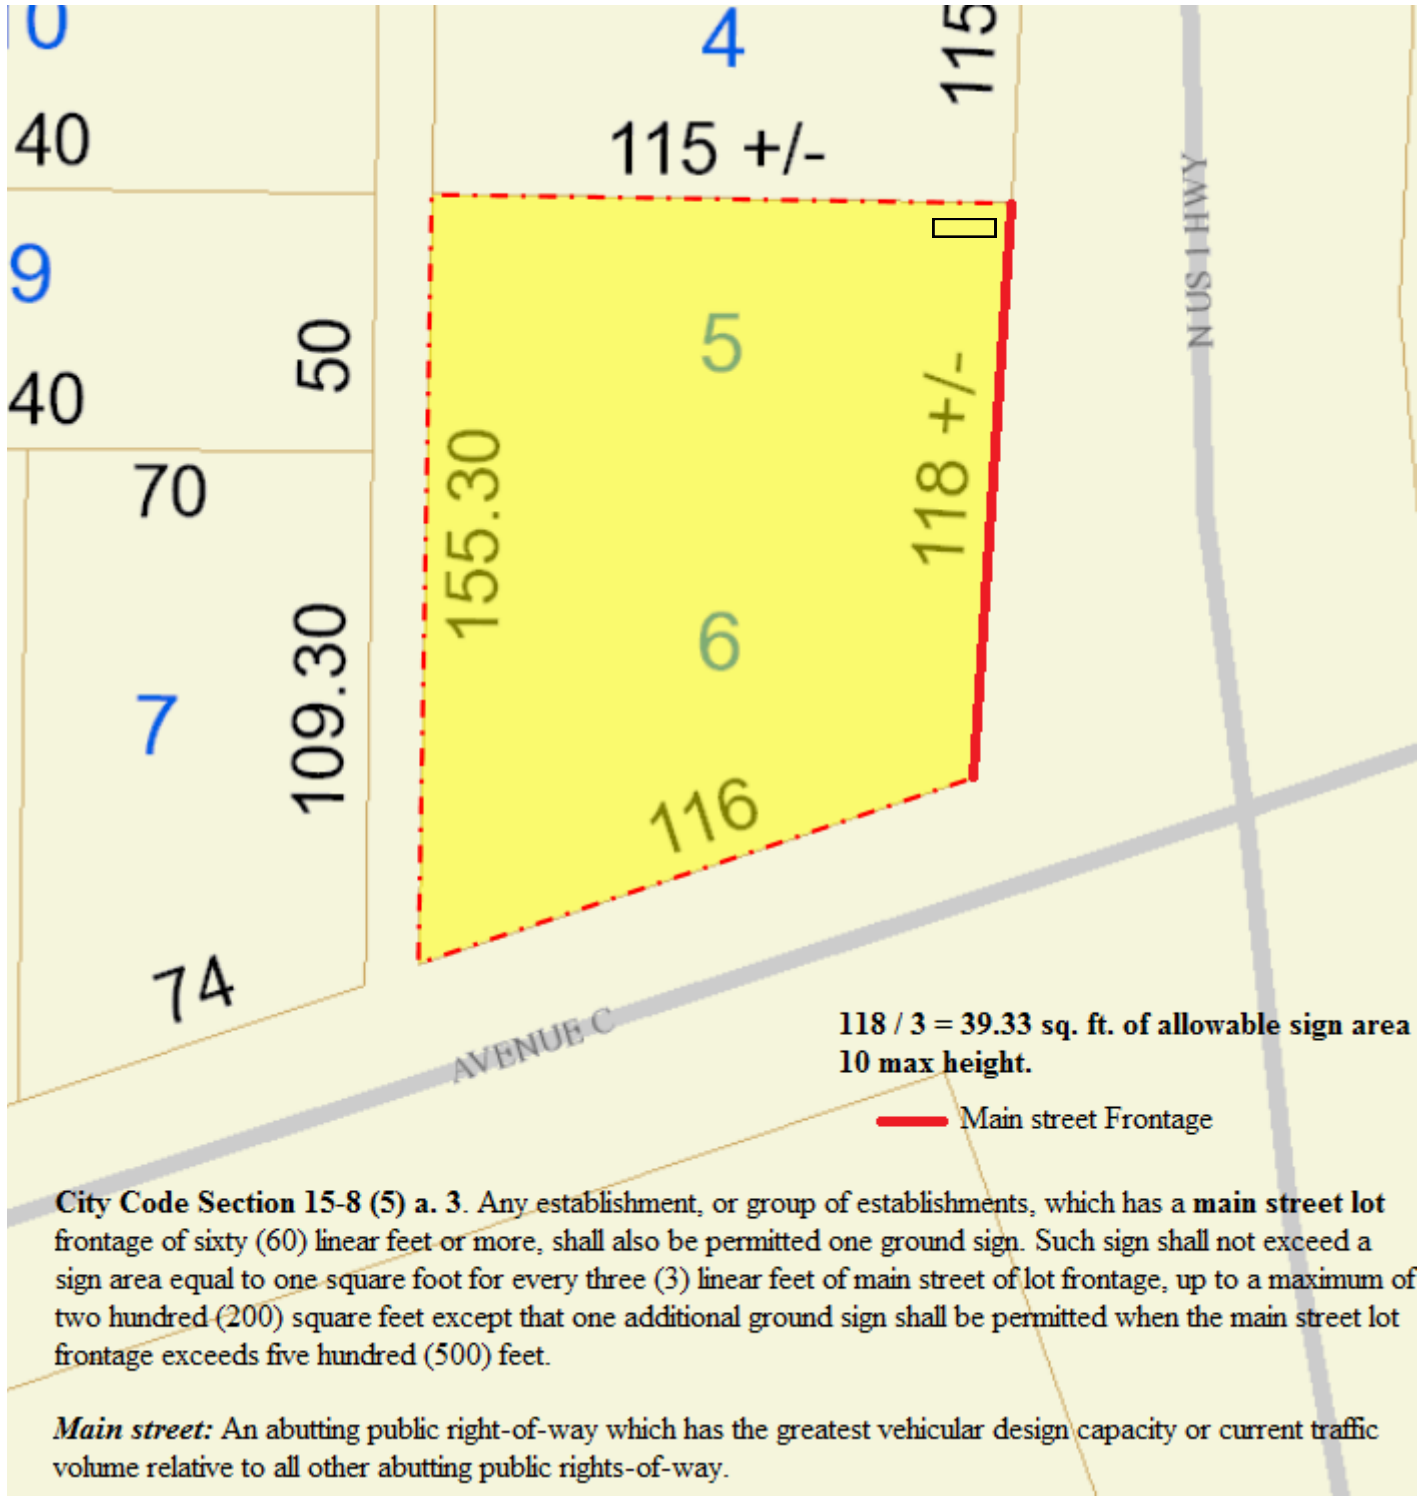 0
4
115
40
115 +/-
N US 1 HWY
9
5
50
118 +/-
40
70
155.30
6
109.30
7
116
74
AVENUE C
118 / 3 = 39.33 sq. ft. of allowable sign area
10 max height.
Main street Frontage
City Code Section 15-8 (5) a. 3. Any establishment, or group of establishments, which has a main street lot
frontage of sixty (60) linear feet or more, shall also be permitted one ground sign. Such sign shall not exceed a
sign area equal to one square foot for every three (3) linear feet of main street of lot frontage, up to a maximum of
two hundred (200) square feet except that one additional ground sign shall be permitted when the main street lot
frontage exceeds five hundred (500) feet.
Main street: An abutting public right-of-way which has the greatest vehicular design capacity or current traffic
volume relative to all other abutting public rights-of-way.